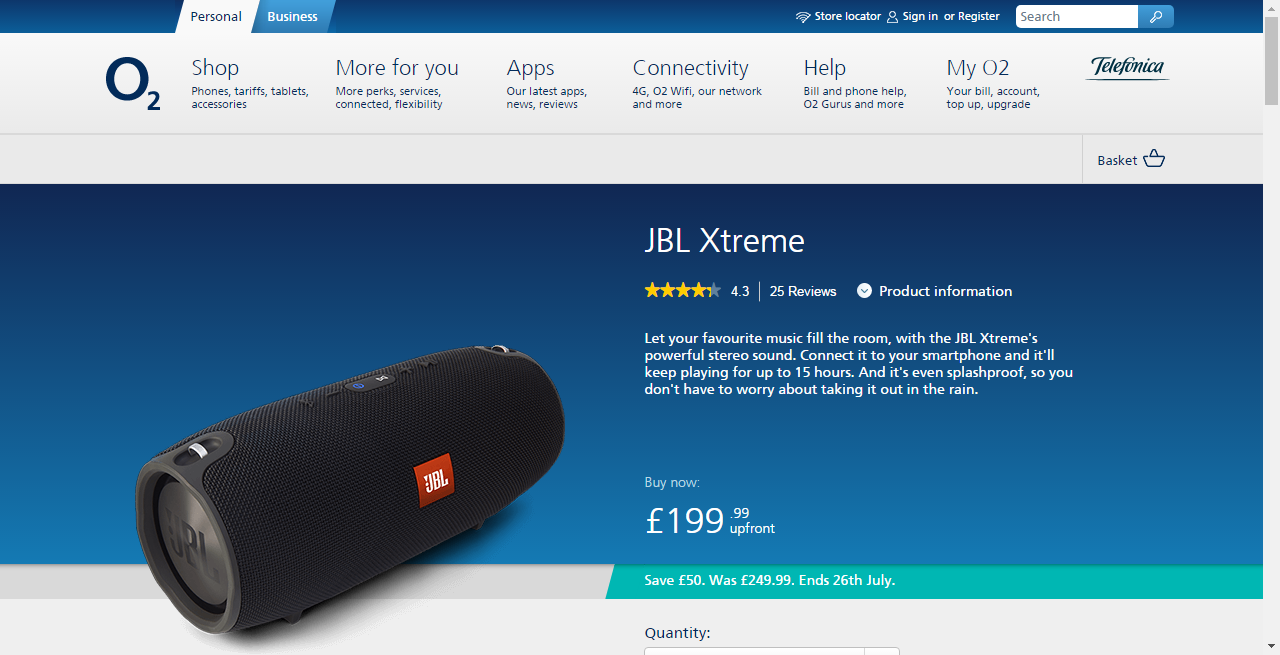 Personal
Business
Store locator
Sign in or Register
Search
O2
Shop
Phones, tariffs, tablets,
accessories
More for you
More perks, services,
connected, flexibility
Apps
Our latest apps,
news, reviews
Connectivity
4G, O2 Wifi, our network
and more
Help
Bill and phone help,
O2 Gurus and more
My O2
Your bill, account,
top up, upgrade
Telefónica
Basket
JBL Xtreme
4.3
25 Reviews
Product information
Let your favourite music fill the room, with the JBL Xtreme's
powerful stereo sound. Connect it to your smartphone and it'll
keep playing for up to 15 hours. And it's even splashproof, so you
don't have to worry about taking it out in the rain.
JBL
JBL
Buy now:
£199 .99
upfront
Save £50. Was £249.99. Ends 26th July.
Quantity: